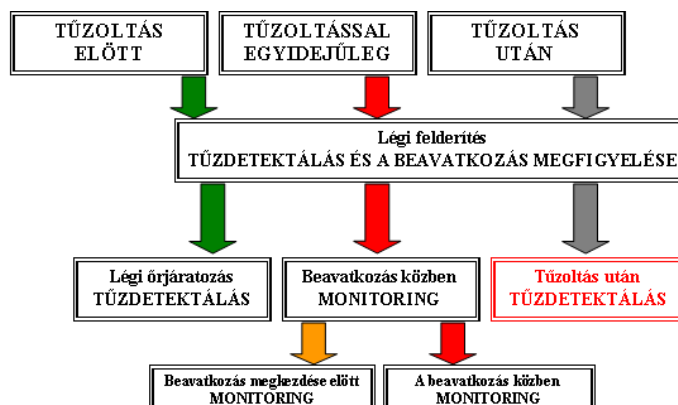 TŰZOLTÁS
ELÖTT
TŰZOLTÁSSAL
EGYIDEJŰLEG
TŰZOLTÁS
UTÁN
Légi felderítés
TŰZDETEKTÁLÁS ÉS A BEAVATKOZÁS MEGFIGYELÉSE
Légi őrjáratozás
TŰZDETEKTÁLÁS
Beavatkozás közben
MONITORING
Tűzoltás után
TŰZDETEKTÁLÁS
Beavatkozás megkezdése előtt
MONITORING
A beavatkozás közben
MONITORING